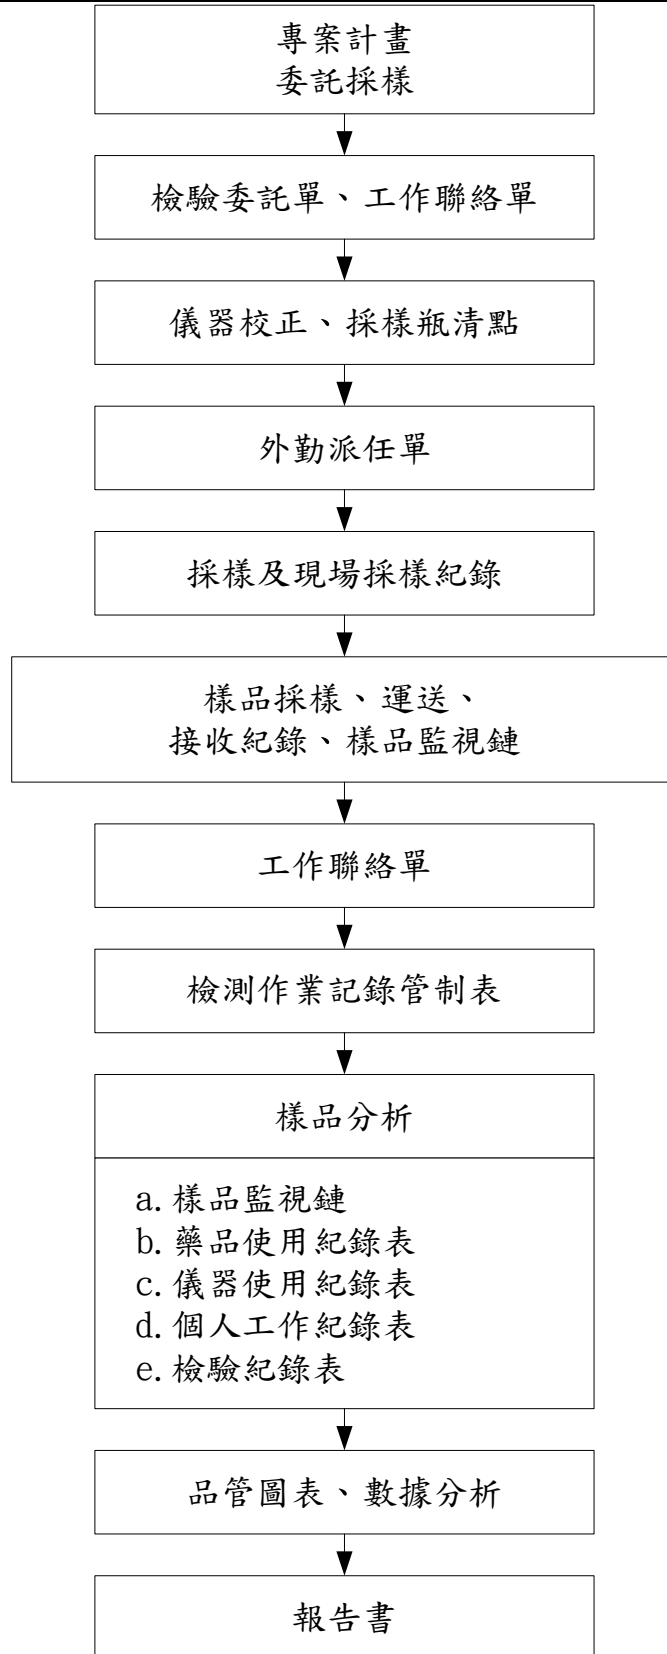 專案計畫
委託採樣
檢驗委託單、工作聯絡單
儀器校正、採樣瓶清點
外勤派任單
採樣及現場採樣紀錄
樣品採樣、運送、
接收紀錄、樣品監視鏈
工作聯絡單
檢測作業記錄管制表
樣品分析
a.樣品監視鏈
b.藥品使用紀錄表
c.儀器使用紀錄表
d.個人工作紀錄表
e.檢驗紀錄表
品管圖表、數據分析
報告書